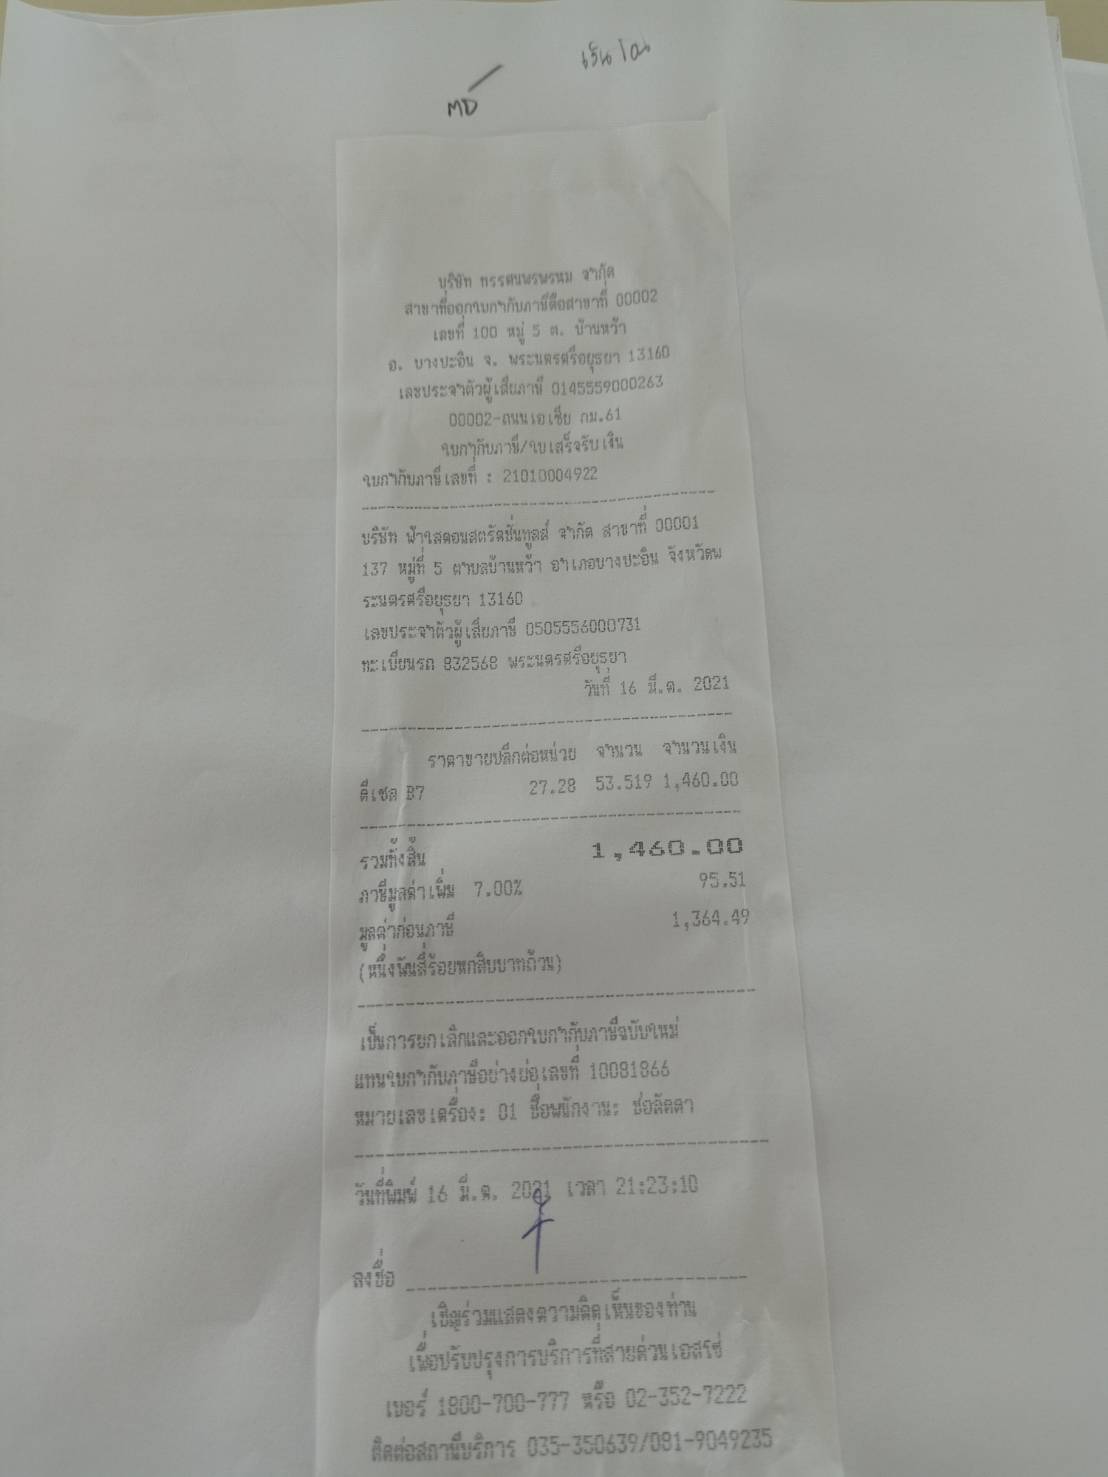 MD
บริษัท ทรรศนพรพรหม จำกัด
สาขาที่ออกใบกำกับภาษีคือสาขาที่ 00002
เลขที่ 100 หมู่ 5 ต. บ้านหว้า
อ. บางปะอิน จ. พระนครศรีอยุธยา 13160
เลขประจำตัวผู้เสียภาษี 0145559000263
00002-ถนนเอเซีย กม.61
ใบกำกับภาษี/ใบเสร็จรับเงิน
ใบกำกับภาษีเลขที่ : 21010004922
บริษัท ฟ้าใสคอนสตรัคชั่นทูลส์ จำกัด สาขาที่ 00001
137 หมู่ที่ 5 ตำบลบ้านหว้า อำเภอบางปะอิน จังหวัดพ
ระนครศรีอยุธยา 13160
เลขประจำตัวผู้เสียภาษี 0505556000731
ทะเบียนรถ 832568 พระนครศรีอยุธยา
วันที่ 16 มี.ค. 2021
ราคาขายปลีกต่อหน่วย จำนวน จำนวนเงิน
ดีเซล B7 27.28 53.519 1,460.00
รวมทั้งสิ้น 1,460.00
ภาษีมูลค่าเพิ่ม 7.00% 95.51
มูลค่าก่อนภาษี 1,364.49
(หนึ่งพันสี่ร้อยหกสิบบาทถ้วน)
เป็นการยกเลิกและออกใบกำกับภาษีฉบับใหม่
แทนใบกำกับภาษีอย่างย่อเลขที่ 10081866
หมายเลขเครื่อง: 01 ชื่อพนักงาน: ช่อลัดดา
วันที่พิมพ์ 16 มี.ค. 2021 เวลา 21:23:10
ลงชื่อ
เชิญร่วมแสดงความคิดเห็นของท่าน
เพื่อปรับปรุงการบริการที่สายด่วนเอสโซ่
เบอร์ 1800-700-777 หรือ 02-352-7222
ติดต่อสถานีบริการ 035-350639/081-9049235